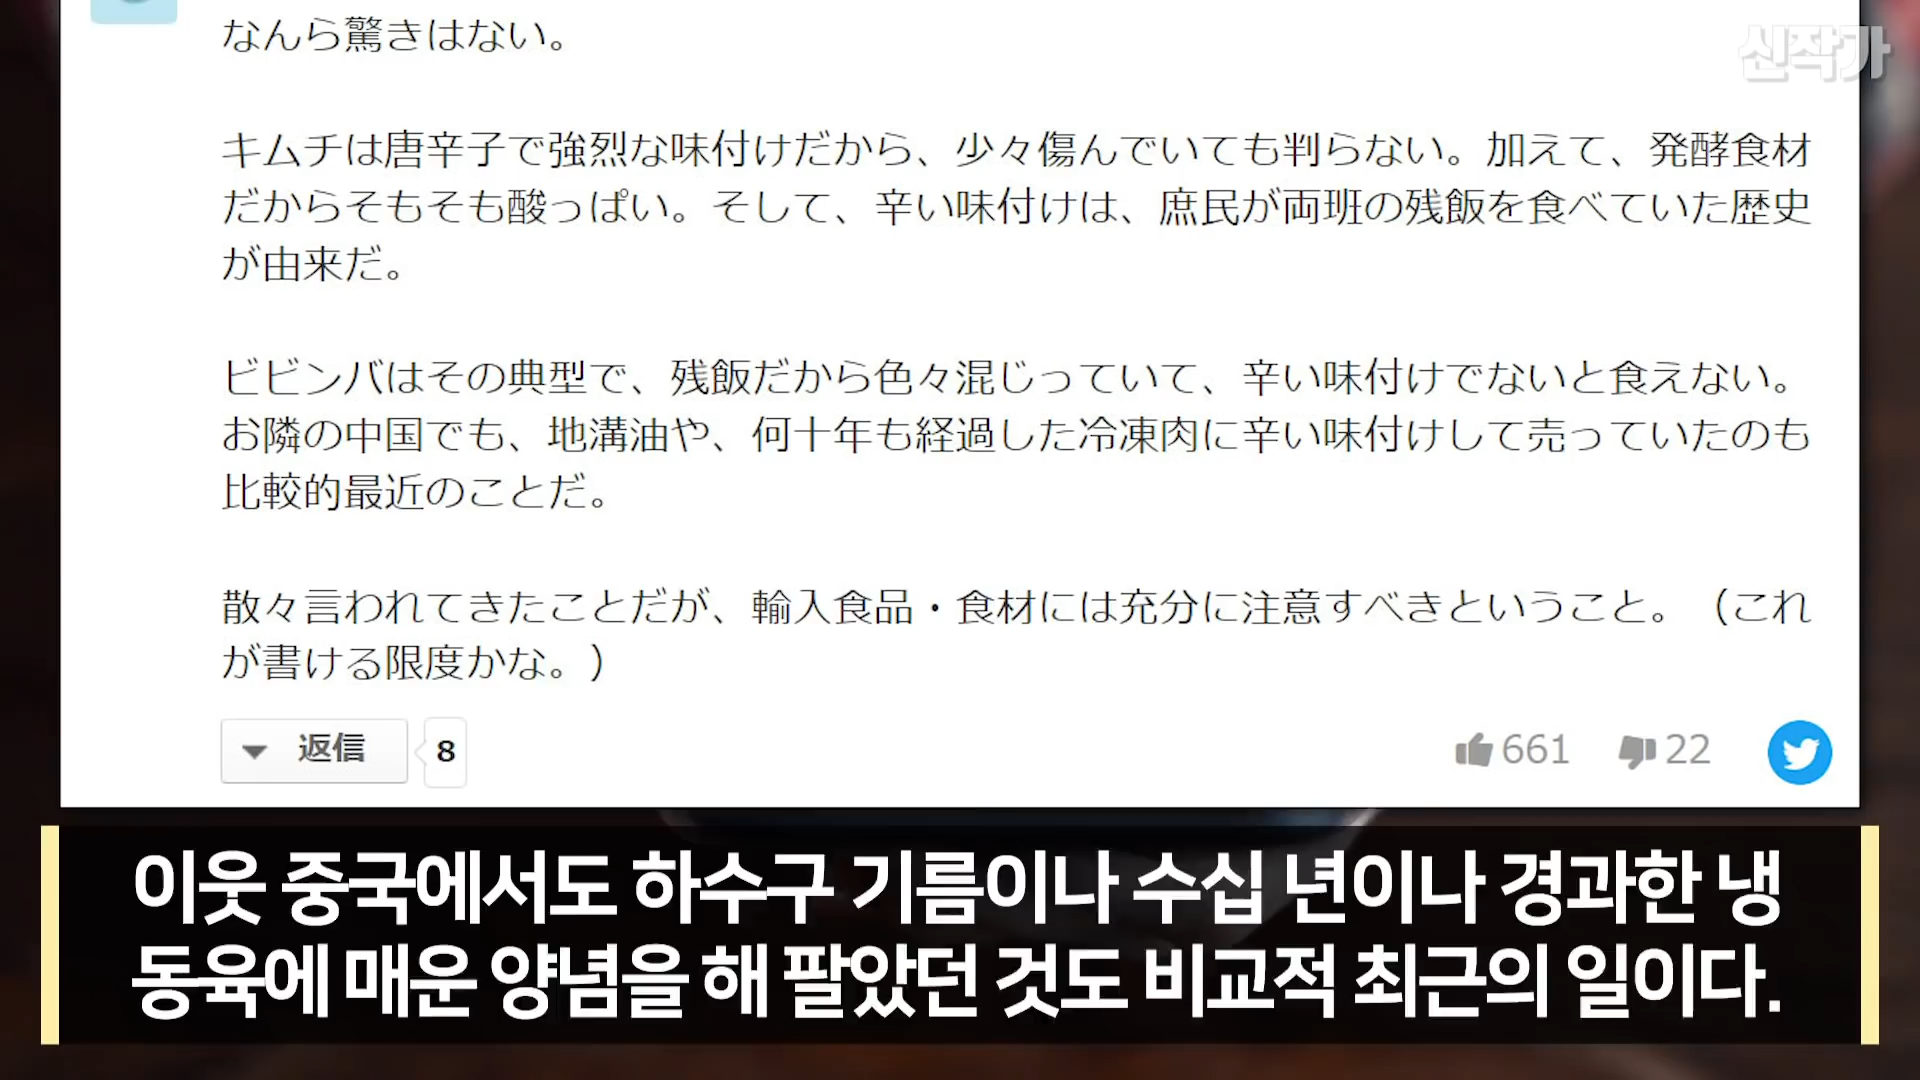 なんら驚きはない。
신작가
キムチは唐辛子で強烈な味付けだから、少々傷んでいても判らない。加えて、発酵食材
だからそもそも酸っぱい。そして、辛い味付けは、庶民が両班の残飯を食べていた歴史
が由来だ。
ビビンバはその典型で、残飯だから色々混じっていて、辛い味付けでないと食えない。
お隣の中国でも、地溝油や、何十年も経過した冷凍肉に辛い味付けして売っていたのも
比較的最近のことだ。
散々言われてきたことだが、輸入食品・食材には充分に注意すべきということ。（これ
が書ける限度かな。）
返信 8 661 22
이웃 중국에서도 하수구 기름이나 수십 년이나 경과한 냉
동육에 매운 양념을 해 팔았던 것도 비교적 최근의 일이다.